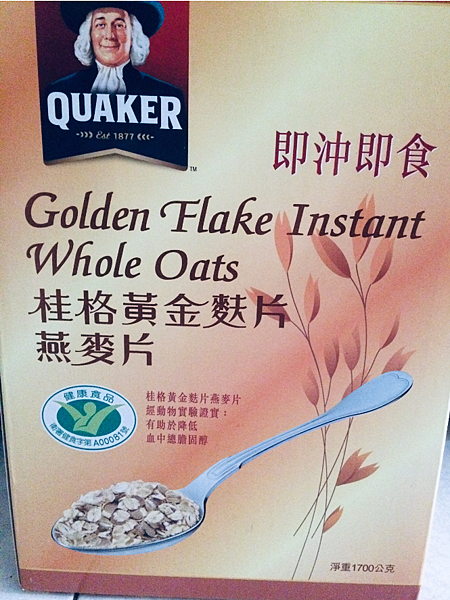 QUAKER
Est 1877
TM
即沖即食
Golden Flake Instant
Whole Oats
桂格黃金麩片
燕麥片
健康食品
衛署健食字第A00081號
桂格黃金麩片燕麥片
經動物實驗證實：
有助於降低
血中總膽固醇
淨重1700公克